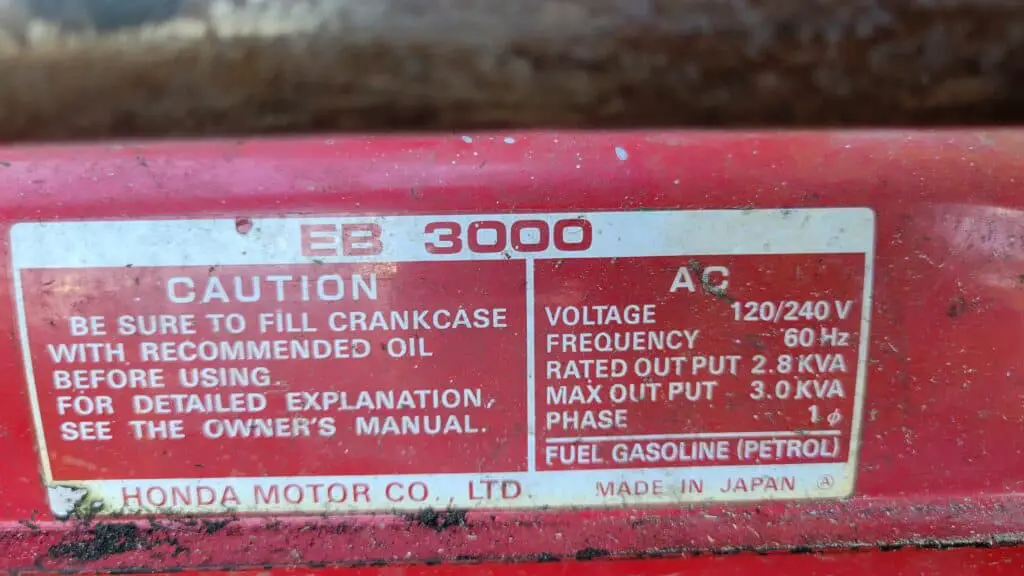 EB 3000
CAUTION
BE SURE TO FILL CRANKCASE
WITH RECOMMENDED OIL
BEFORE USING.
FOR DETAILED EXPLANATION,
SEE THE OWNER'S MANUAL.
AC
VOLTAGE 120/240 V
FREQUENCY 60 Hz
RATED OUT PUT 2.8 KVA
MAX OUT PUT 3.0 KVA
PHASE 1 ϕ
FUEL GASOLINE (PETROL)
HONDA MOTOR CO., LTD. MADE IN JAPAN Ⓐ